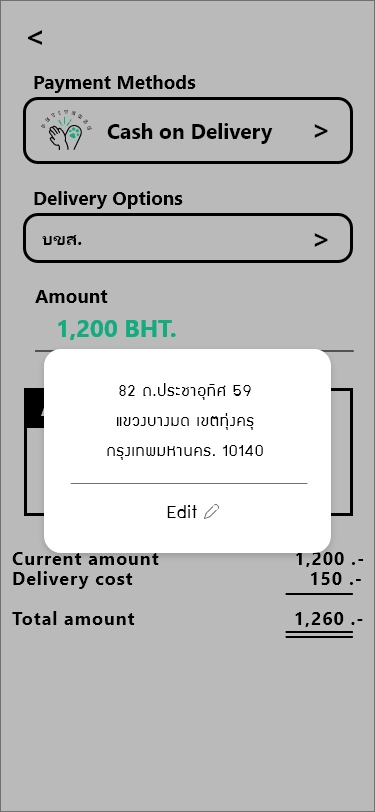 <
Payment Methods
Cash on Delivery >
Delivery Options
บขส. >
Amount
1,200 BHT.
82 ถ.ประชาอุทิศ 59
แขวงบางมด เขตทุ่งครุ
กรุงเทพมหานคร. 10140
Edit
Current amount 1,200 .-
Delivery cost 150 .-
Total amount 1,260 .-